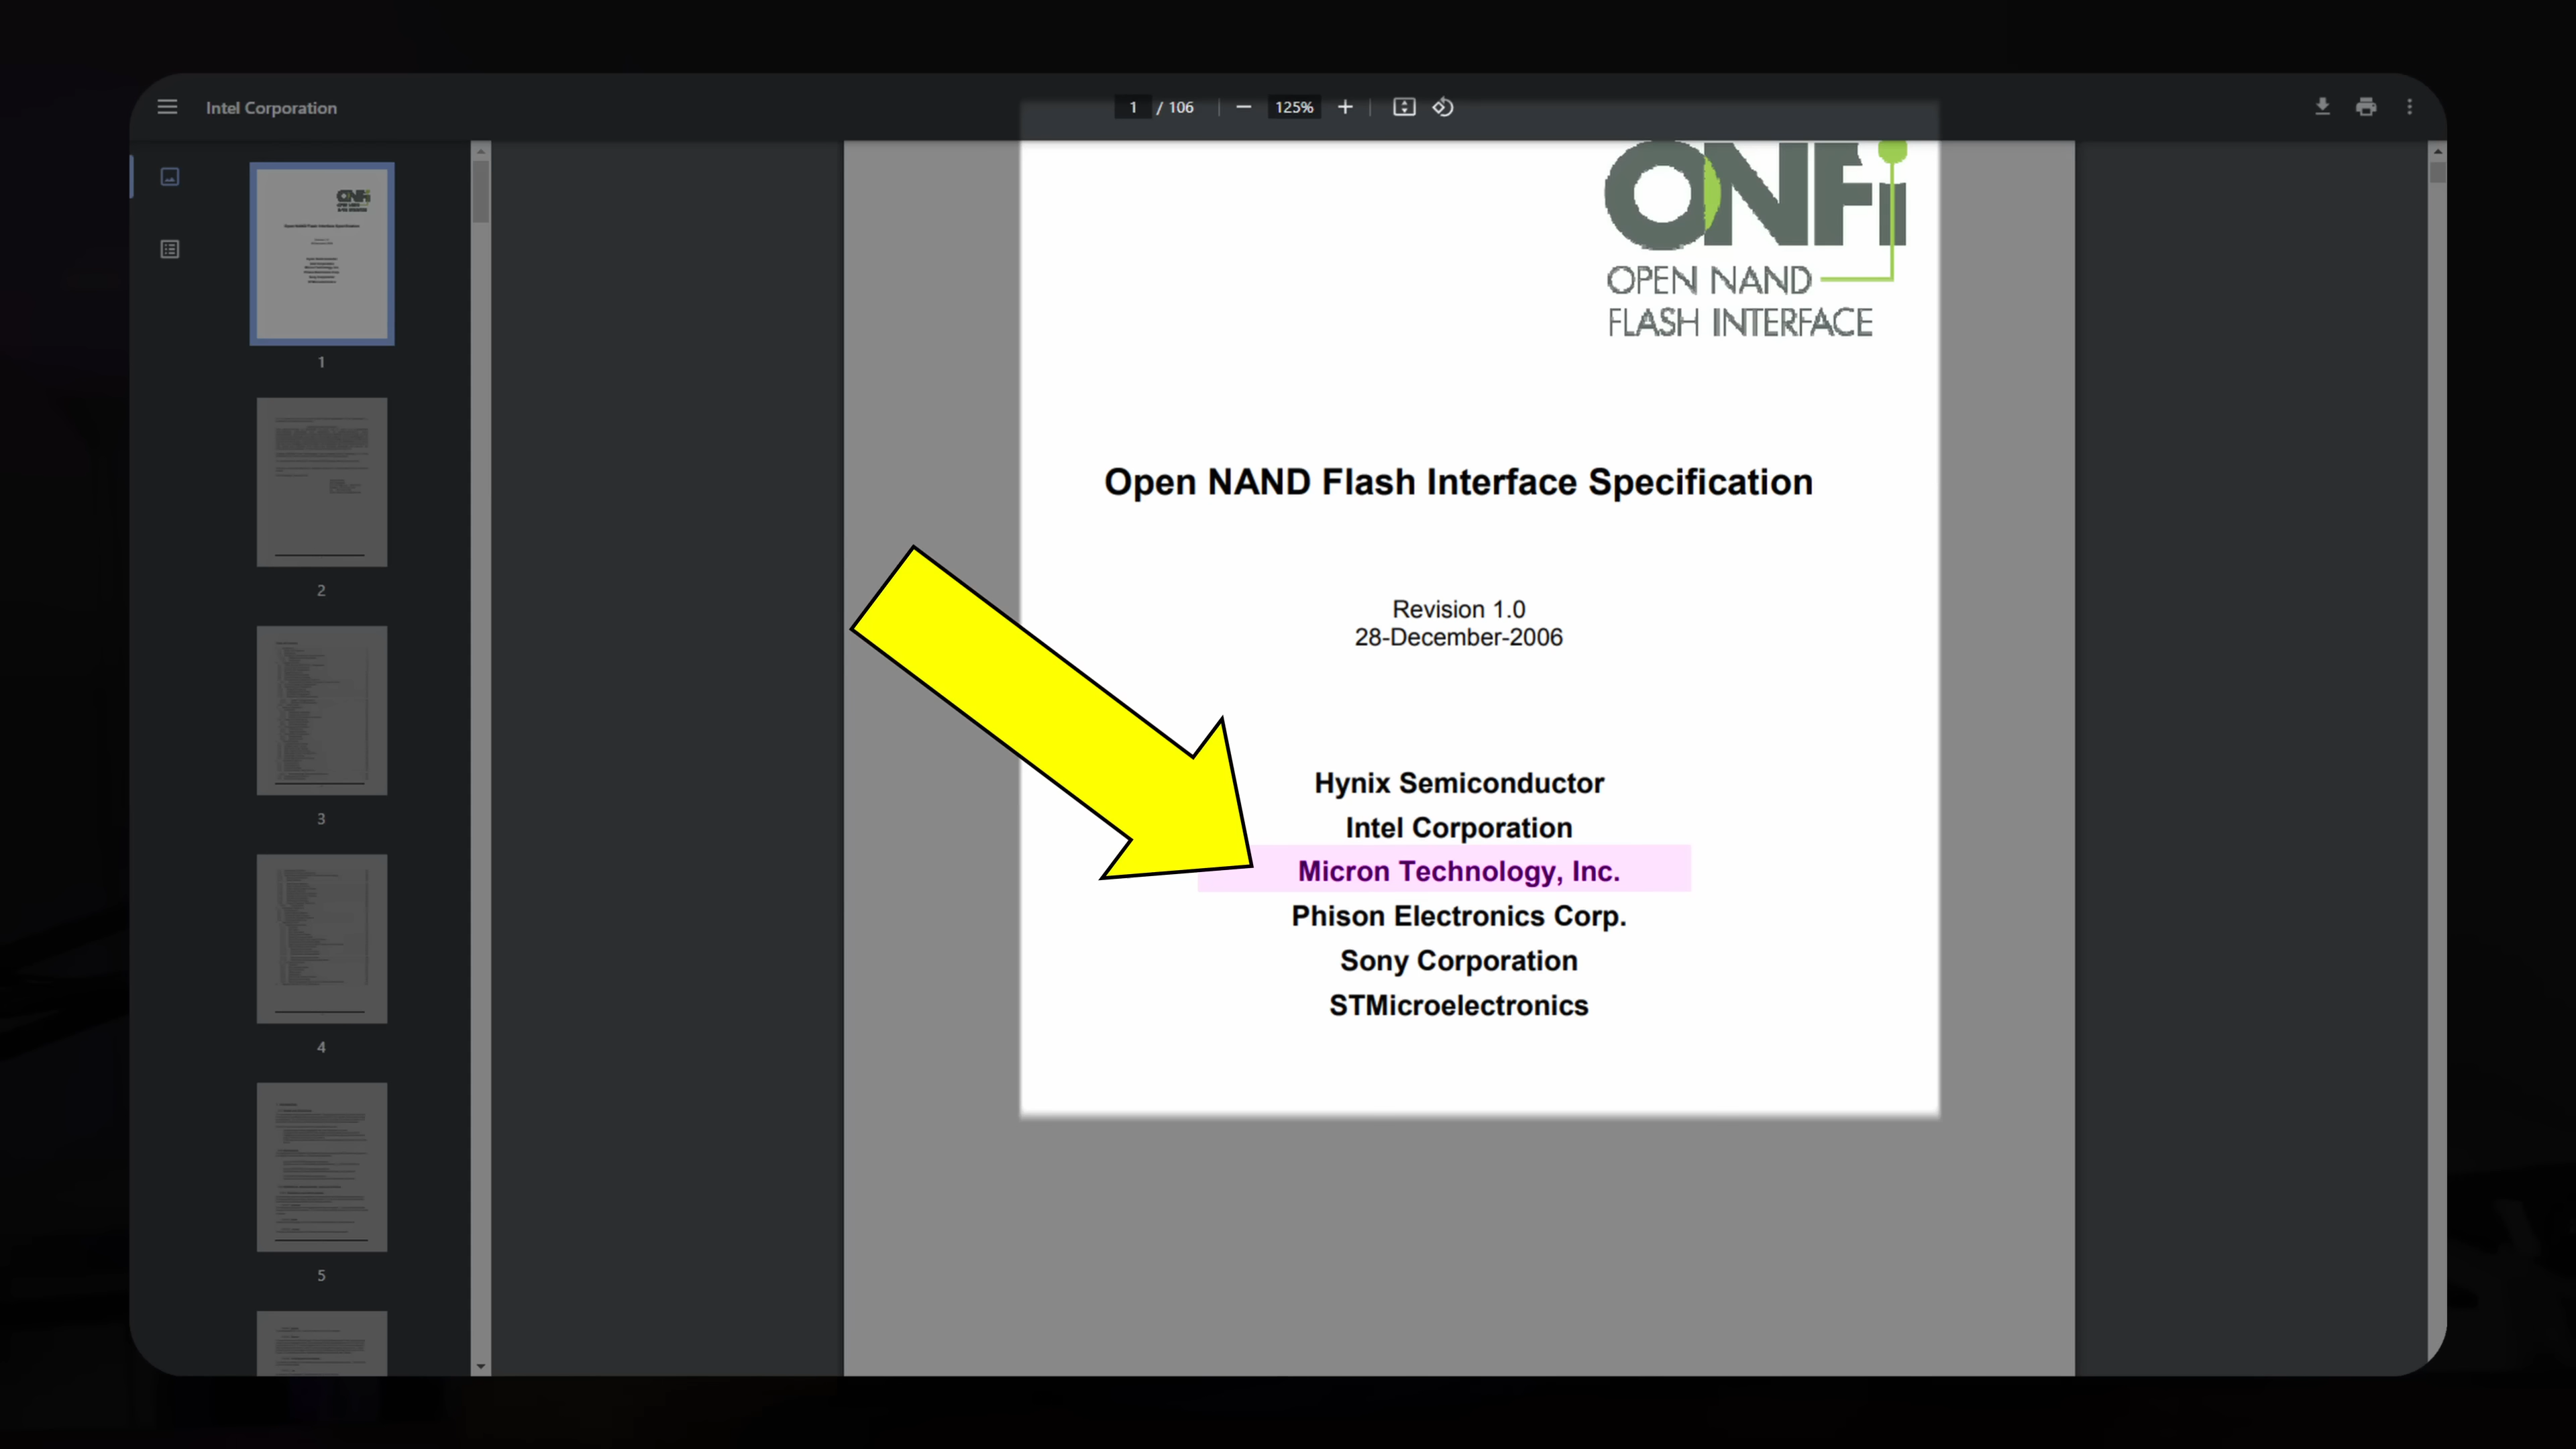 Intel Corporation
1 / 106
125%
ONFi
OPEN NAND
FLASH INTERFACE
Open NAND Flash Interface Specification
Revision 1.0
28-December-2006
Hynix Semiconductor
Intel Corporation
Micron Technology, Inc.
Phison Electronics Corp.
Sony Corporation
STMicroelectronics
1
2
3
4
5